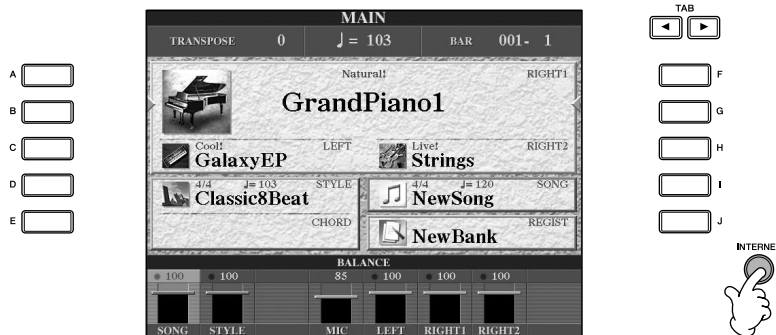 TAB
MAIN
TRANSPOSE 0 ♩= 103 BAR 001- 1
A
B
C
D
E
Natural! RIGHT1
GrandPiano1
Cool! LEFT
GalaxyEP
Live! RIGHT2
Strings
4/4 ♩= 103 STYLE
Classic8Beat
CHORD
4/4 ♩= 120 SONG
NewSong
REGIST
NewBank
F
G
H
I
J
INTERNE
BALANCE
100 100 85 100 100 100
SONG STYLE MIC LEFT RIGHT1 RIGHT2